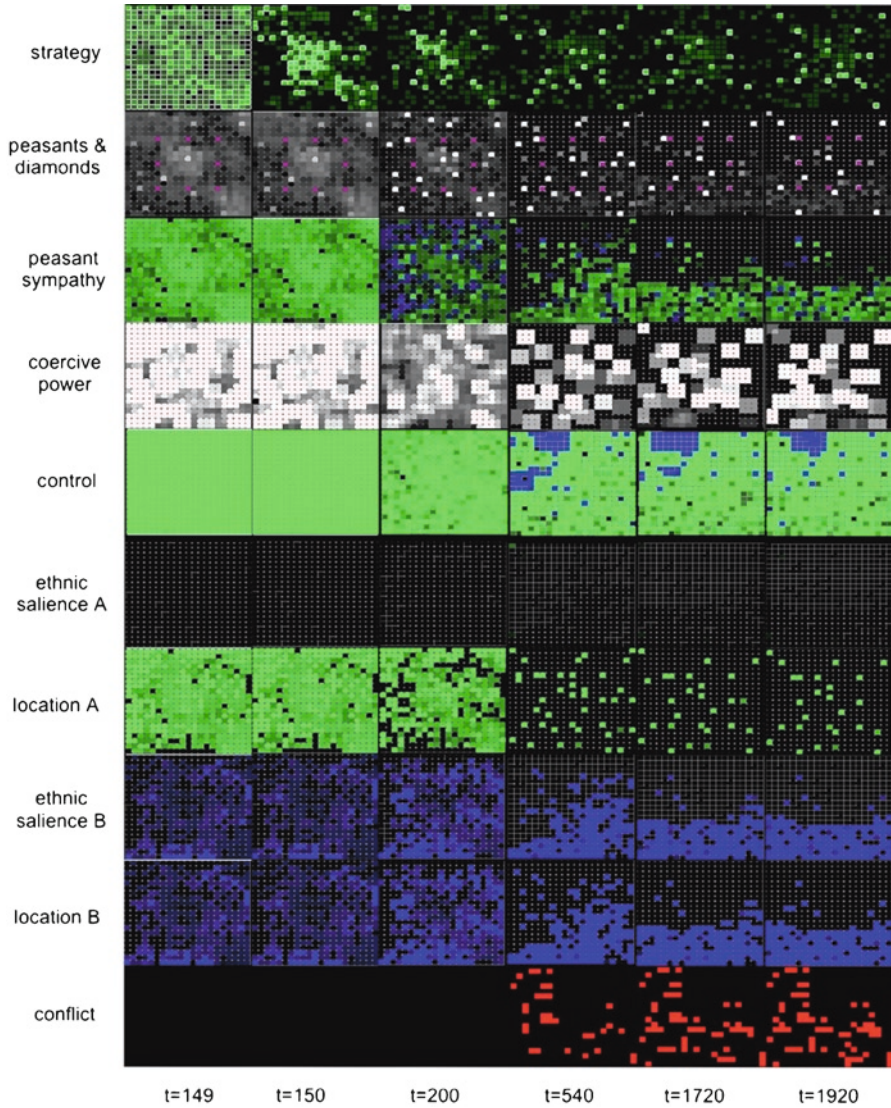 strategy
peasants &
diamonds
peasant
sympathy
coercive
power
control
ethnic
salience A
location A
ethnic
salience B
location B
conflict
t=149 t=150 t=200 t=540 t=1720 t=1920